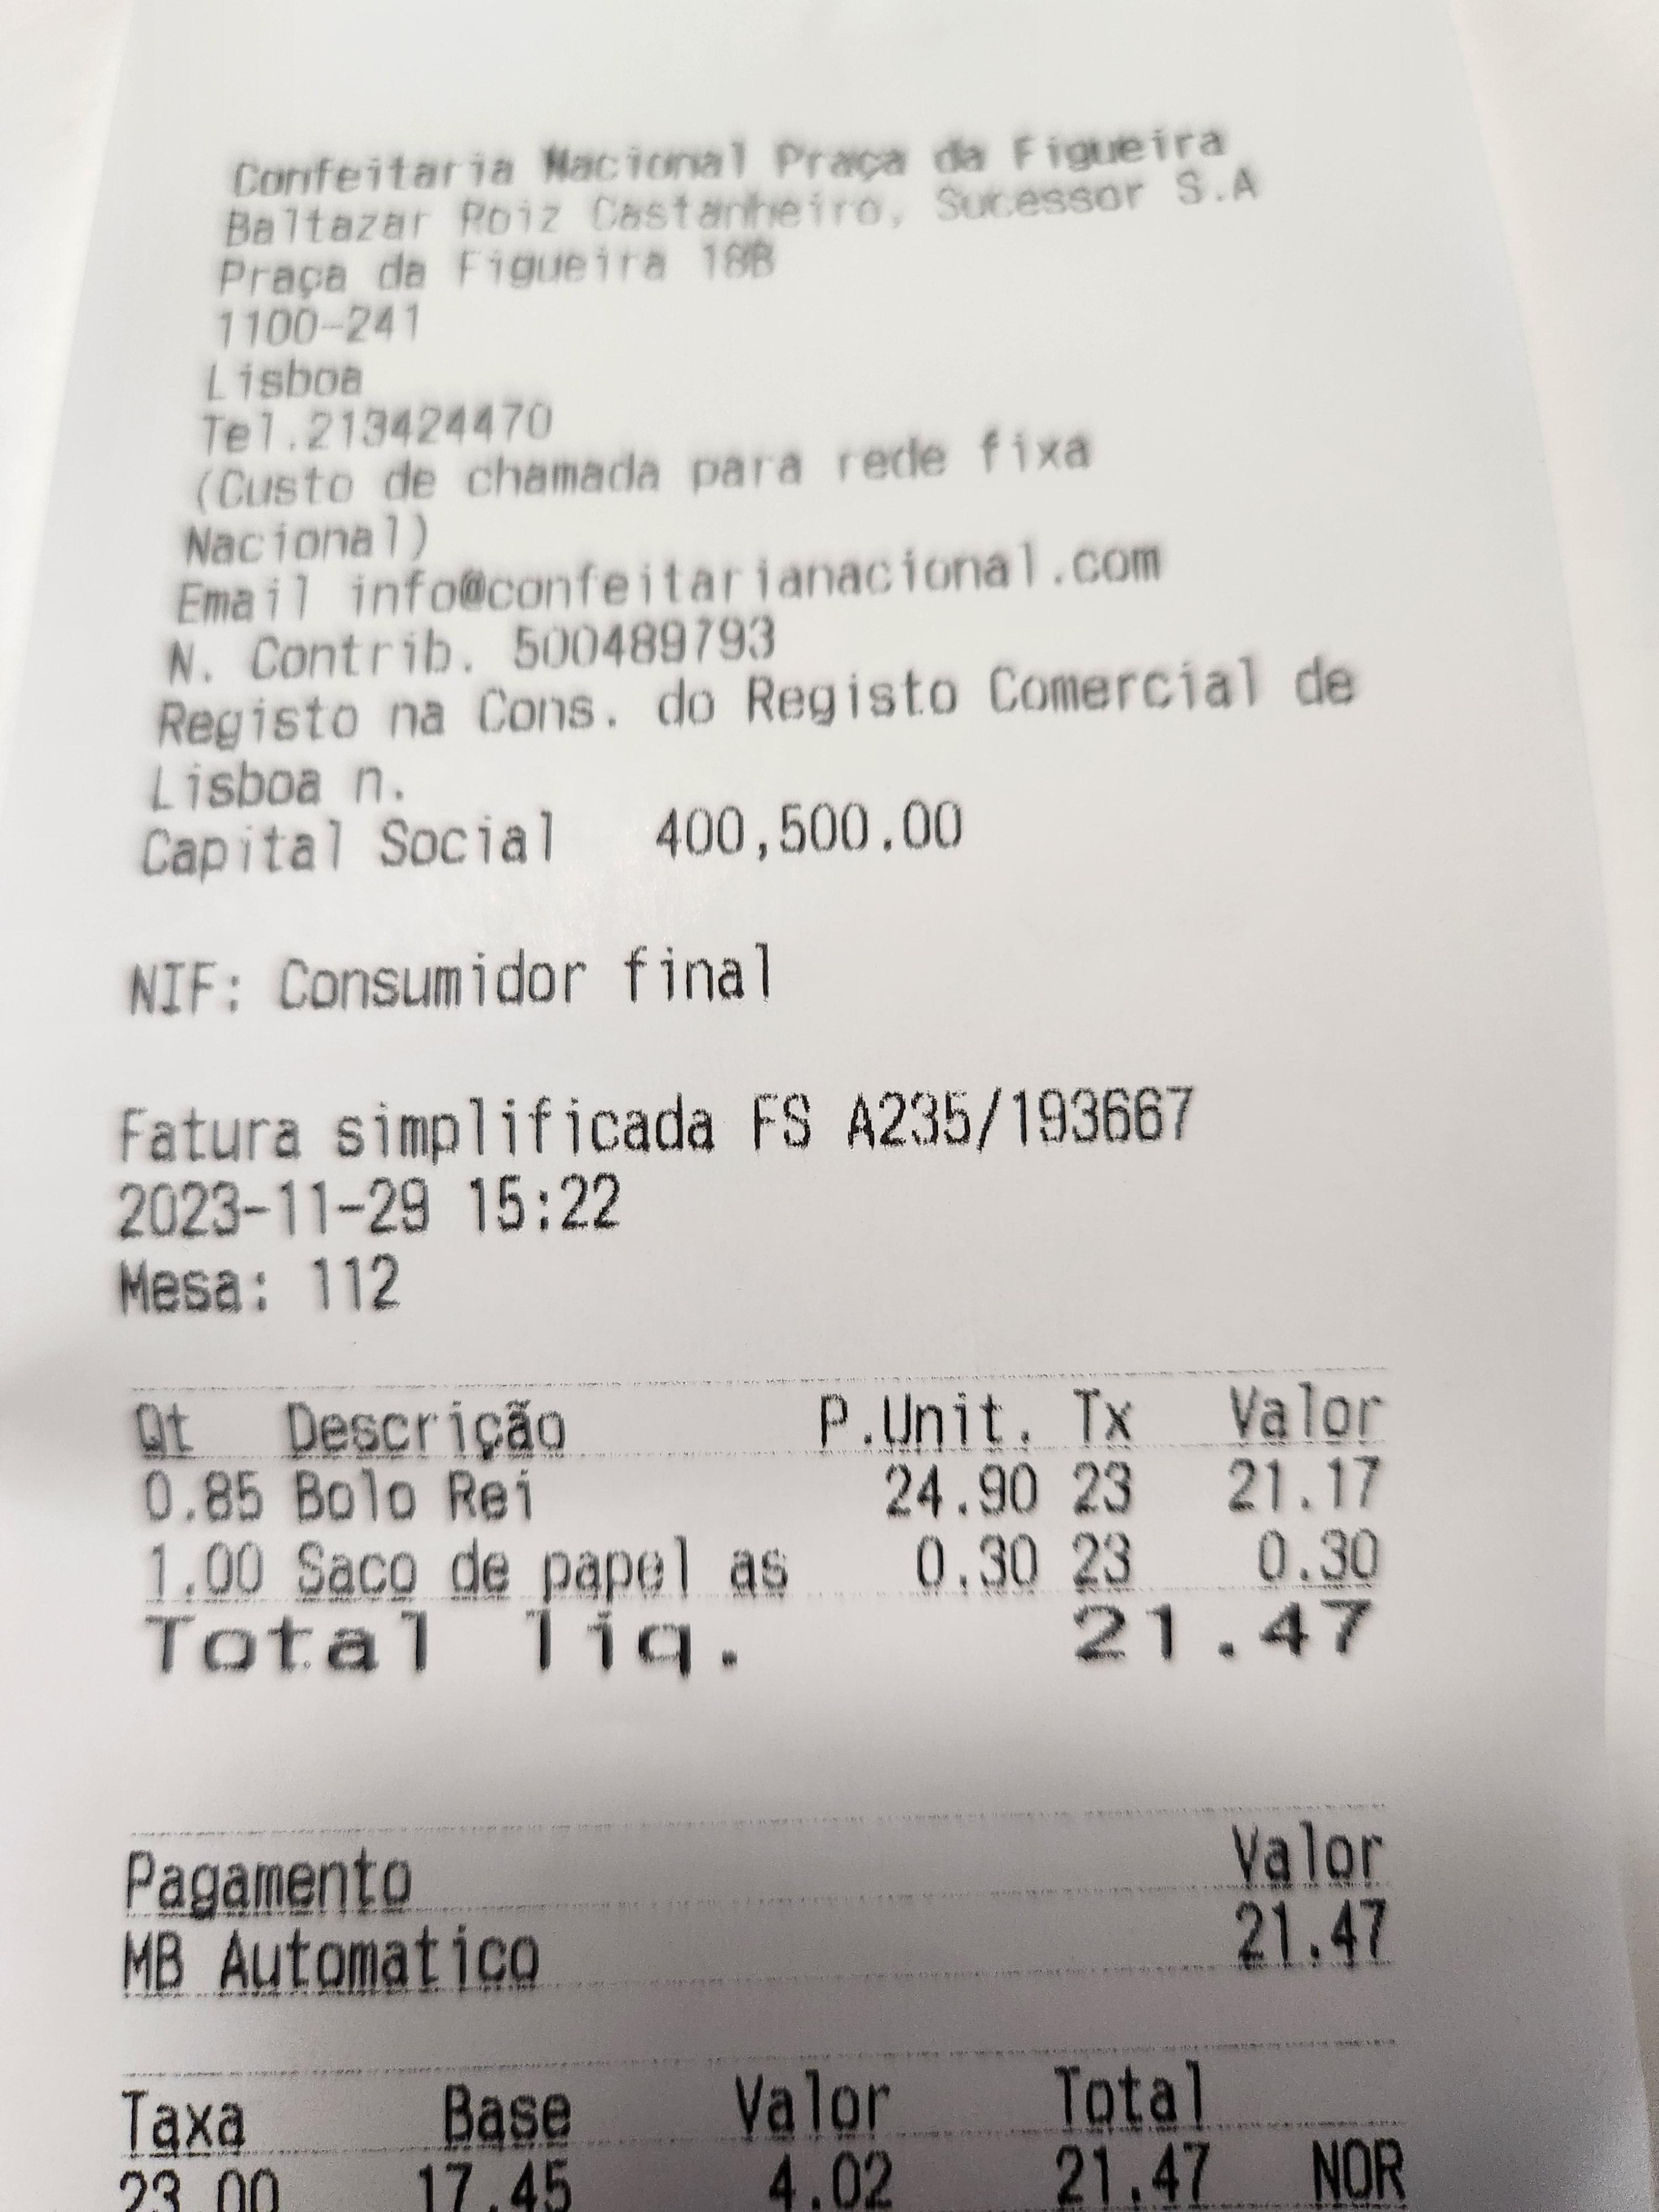 Confeitaria Nacional Praça da Figueira
Baltazar Roiz Castanheiro, Sucessor S.A
Praça da Figueira 18B
1100-241
Lisboa
Tel.213424470
(Custo de chamada para rede fixa
Nacional)
Email info@confeitarianacional.com
N. Contrib. 500489793
Registo na Cons. do Registo Comercial de
Lisboa n.
Capital Social 400,500.00
NIF: Consumidor final
Fatura simplificada FS A235/193667
2023-11-29 15:22
Mesa: 112
Qt Descrição P.Unit. Tx Valor
0.85 Bolo Rei 24.90 23 21.17
1.00 Saco de papel as 0.30 23 0.30
Total liq. 21.47
Pagamento Valor
MB Automatico 21.47
Taxa Base Valor Total
23.00 17.45 4.02 21.47 NOR